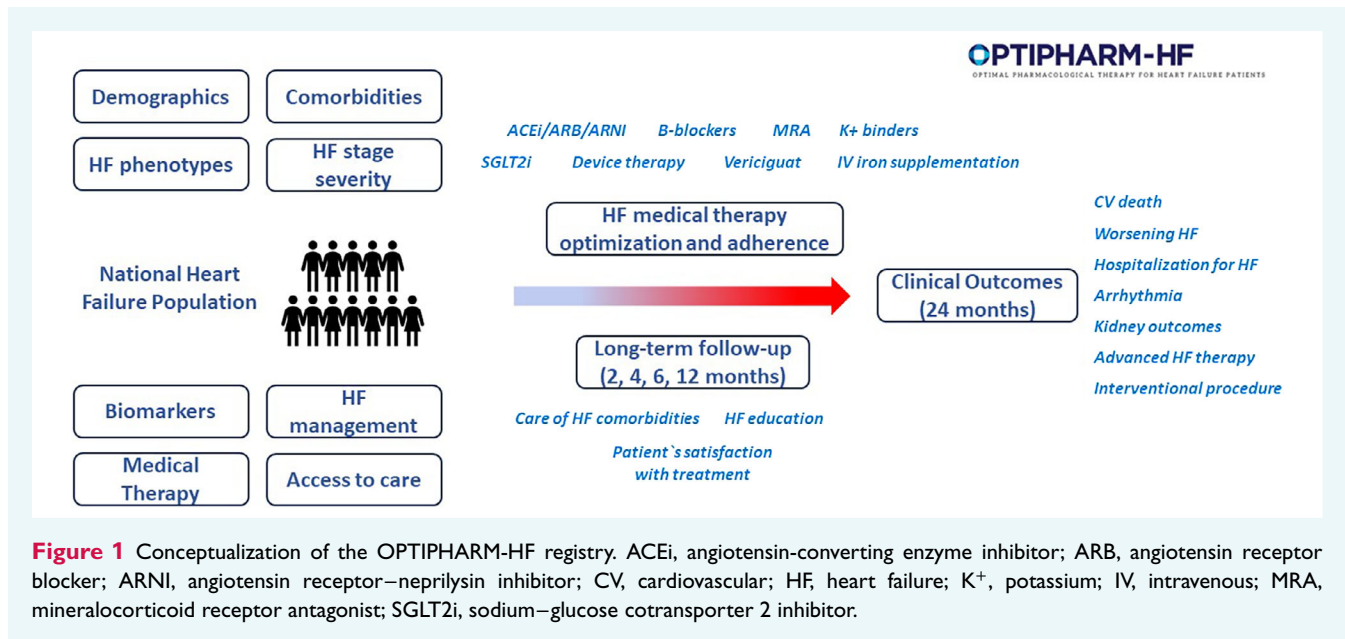 OPTIPHARM-HF
OPTIMAL PHARMACOLOGICAL THERAPY FOR HEART FAILURE PATIENTS
Demographics
Comorbidities
HF phenotypes
HF stage
severity
National Heart
Failure Population
Biomarkers
HF
management
Medical
Therapy
Access to care
ACEi/ARB/ARNI B-blockers MRA K+ binders
SGLT2i Device therapy Vericiguat IV iron supplementation
HF medical therapy
optimization and adherence
Long-term follow-up
(2, 4, 6, 12 months)
Care of HF comorbidities HF education
Patient`s satisfaction
with treatment
Clinical Outcomes
(24 months)
CV death
Worsening HF
Hospitalization for HF
Arrhythmia
Kidney outcomes
Advanced HF therapy
Interventional procedure
Figure 1 Conceptualization of the OPTIPHARM-HF registry. ACEi, angiotensin-converting enzyme inhibitor; ARB, angiotensin receptor
blocker; ARNI, angiotensin receptor–neprilysin inhibitor; CV, cardiovascular; HF, heart failure; K⁺, potassium; IV, intravenous; MRA,
mineralocorticoid receptor antagonist; SGLT2i, sodium–glucose cotransporter 2 inhibitor.